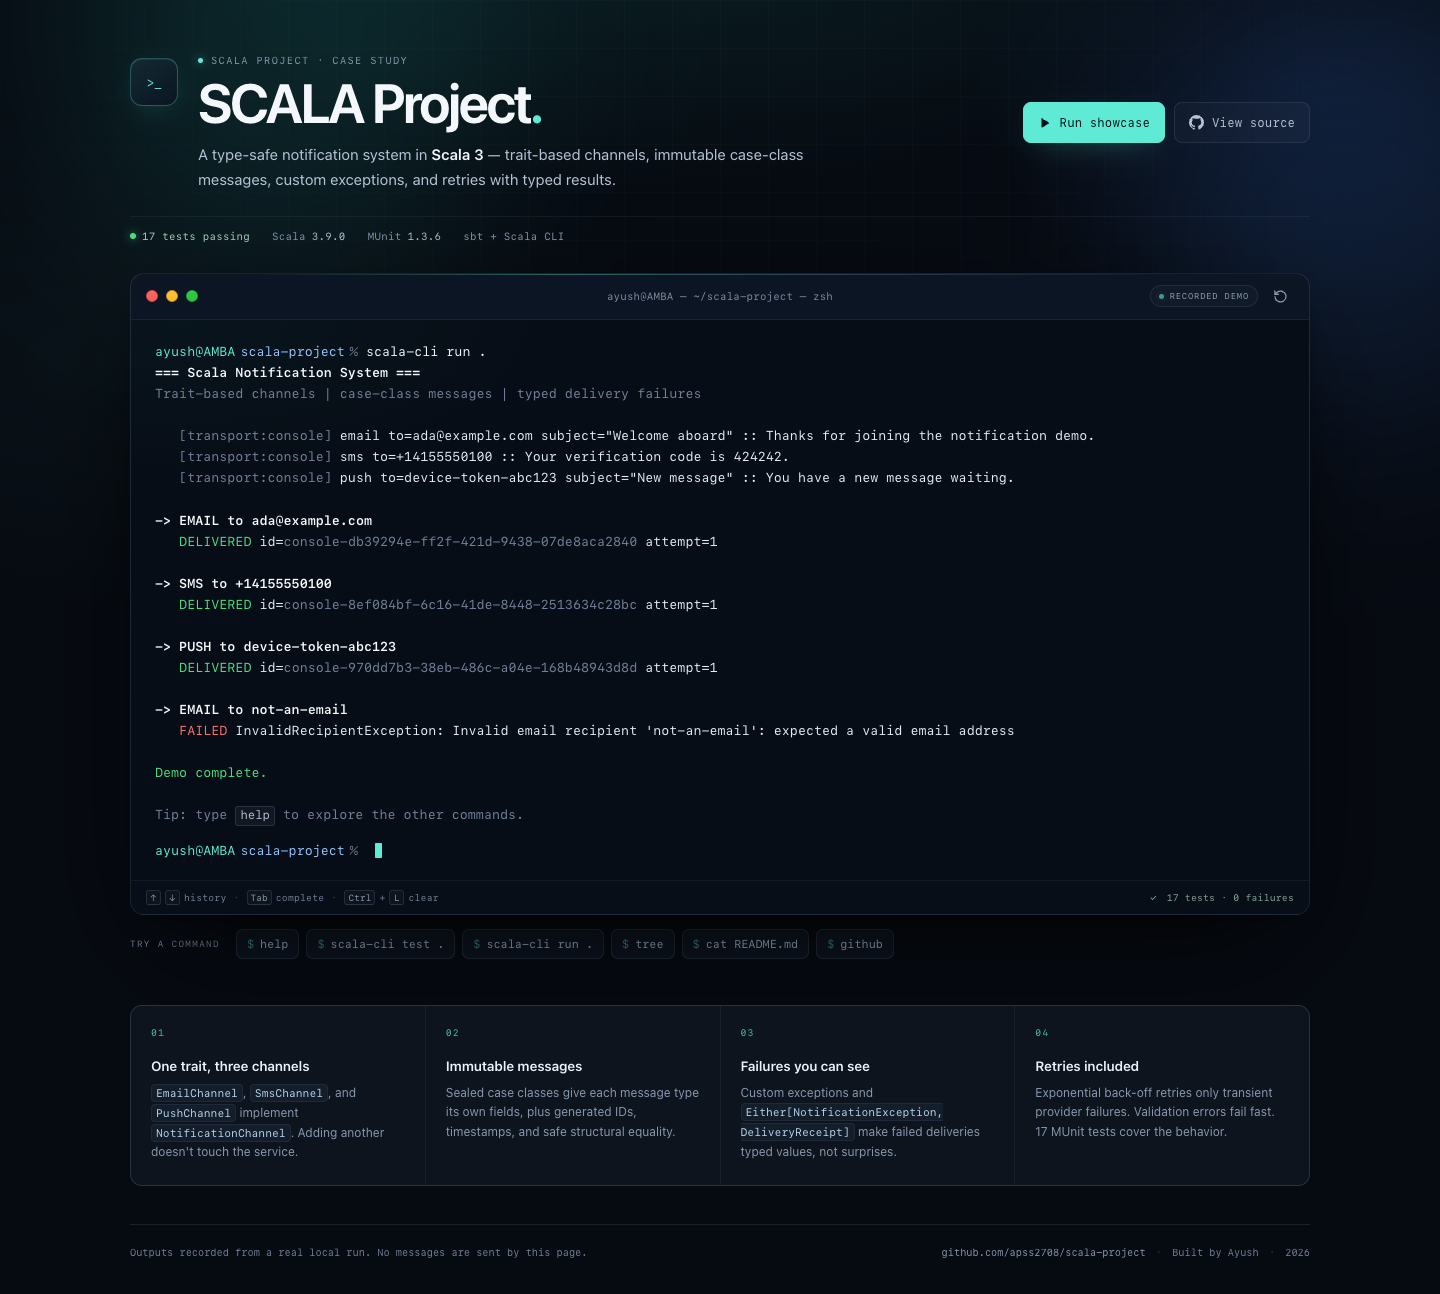 >_
SCALA PROJECT · CASE STUDY
SCALA Project.
A type-safe notification system in Scala 3 — trait-based channels, immutable case-class
messages, custom exceptions, and retries with typed results.
Run showcase
View source
17 tests passing Scala 3.9.0 MUnit 1.3.6 sbt + Scala CLI
ayush@AMBA — ~/scala-project — zsh
RECORDED DEMO
ayush@AMBA scala-project % scala-cli run .
=== Scala Notification System ===
Trait-based channels | case-class messages | typed delivery failures
[transport:console] email to=ada@example.com subject="Welcome aboard" :: Thanks for joining the notification demo.
[transport:console] sms to=+14155550100 :: Your verification code is 424242.
[transport:console] push to=device-token-abc123 subject="New message" :: You have a new message waiting.
-> EMAIL to ada@example.com
DELIVERED id=console-db39294e-ff2f-421d-9438-07de8aca2840 attempt=1
-> SMS to +14155550100
DELIVERED id=console-8ef084bf-6c16-41de-8448-2513634c28bc attempt=1
-> PUSH to device-token-abc123
DELIVERED id=console-970dd7b3-38eb-486c-a04e-168b48943d8d attempt=1
-> EMAIL to not-an-email
FAILED InvalidRecipientException: Invalid email recipient 'not-an-email': expected a valid email address
Demo complete.
Tip: type help to explore the other commands.
ayush@AMBA scala-project %
↑ ↓ history · Tab complete · Ctrl + L clear
✓ 17 tests · 0 failures
TRY A COMMAND
$ help
$ scala-cli test .
$ scala-cli run .
$ tree
$ cat README.md
$ github
01
One trait, three channels
EmailChannel, SmsChannel, and
PushChannel implement
NotificationChannel. Adding another
doesn't touch the service.
02
Immutable messages
Sealed case classes give each message type
its own fields, plus generated IDs,
timestamps, and safe structural equality.
03
Failures you can see
Custom exceptions and
Either[NotificationException,
DeliveryReceipt] make failed deliveries
typed values, not surprises.
04
Retries included
Exponential back-off retries only transient
provider failures. Validation errors fail fast.
17 MUnit tests cover the behavior.
Outputs recorded from a real local run. No messages are sent by this page.
github.com/apss2708/scala-project · Built by Ayush · 2026